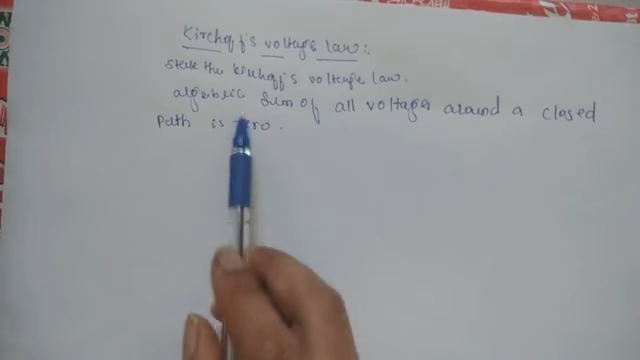 Kirchoff's voltage law:
state the kirchoff's voltage law.
algebric sum of all voltages around a closed
path is zero.